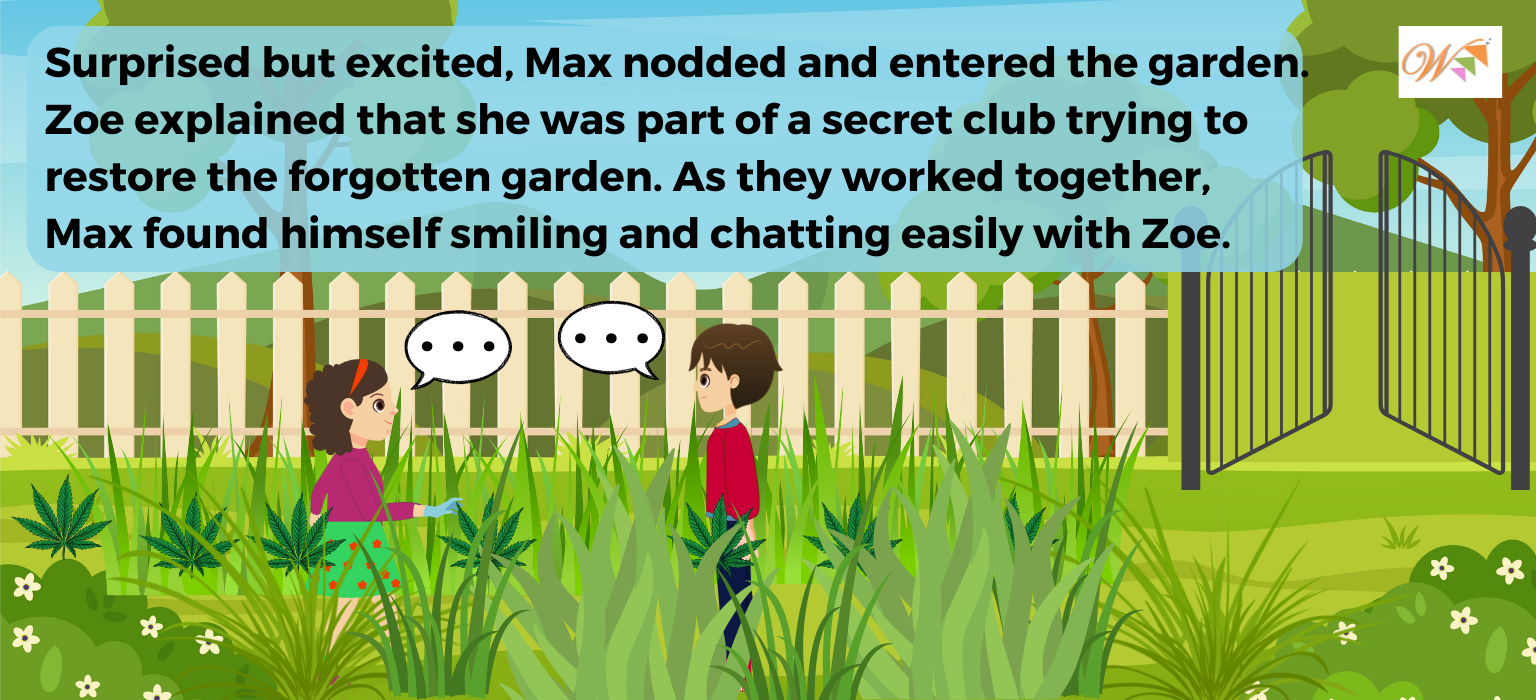 Surprised but excited, Max nodded and entered the garden.
Zoe explained that she was part of a secret club trying to
restore the forgotten garden. As they worked together,
Max found himself smiling and chatting easily with Zoe.
W